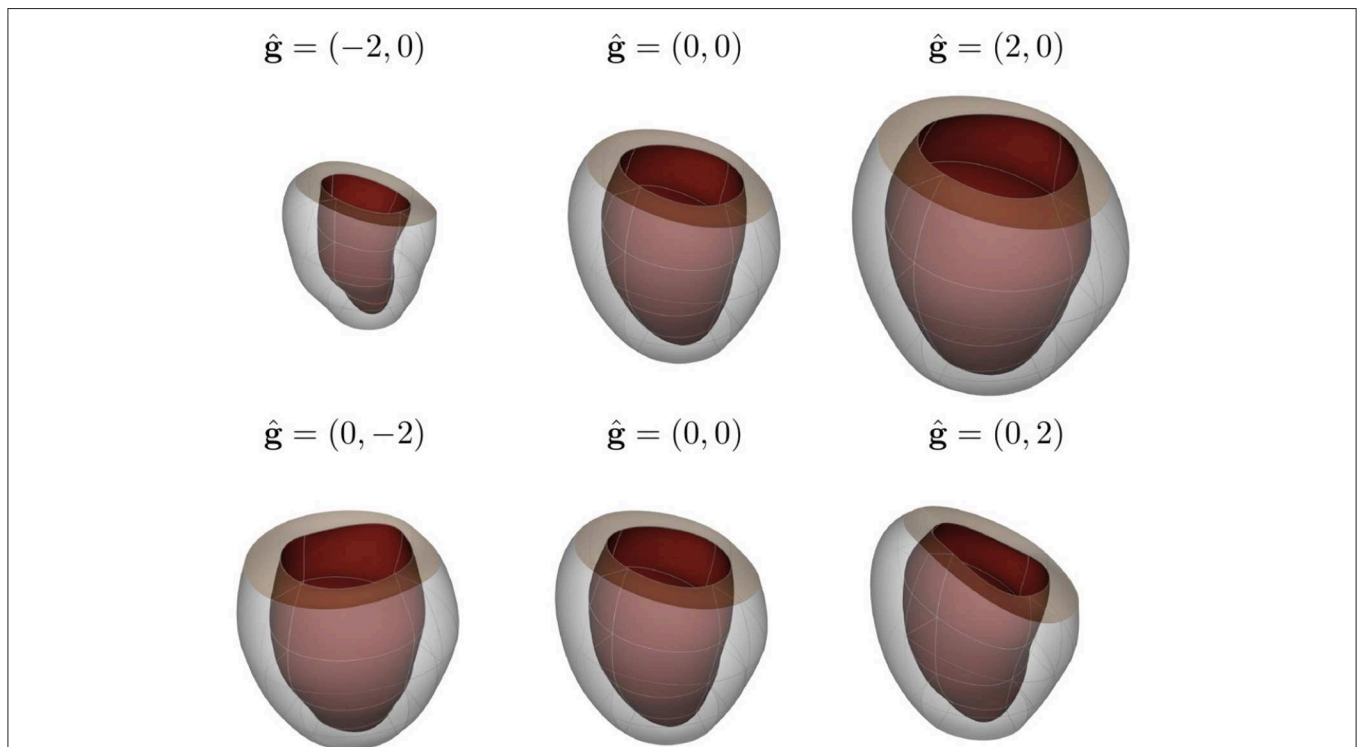 ĝ = (−2, 0) ĝ = (0, 0) ĝ = (2, 0)
ĝ = (0, −2) ĝ = (0, 0) ĝ = (0, 2)